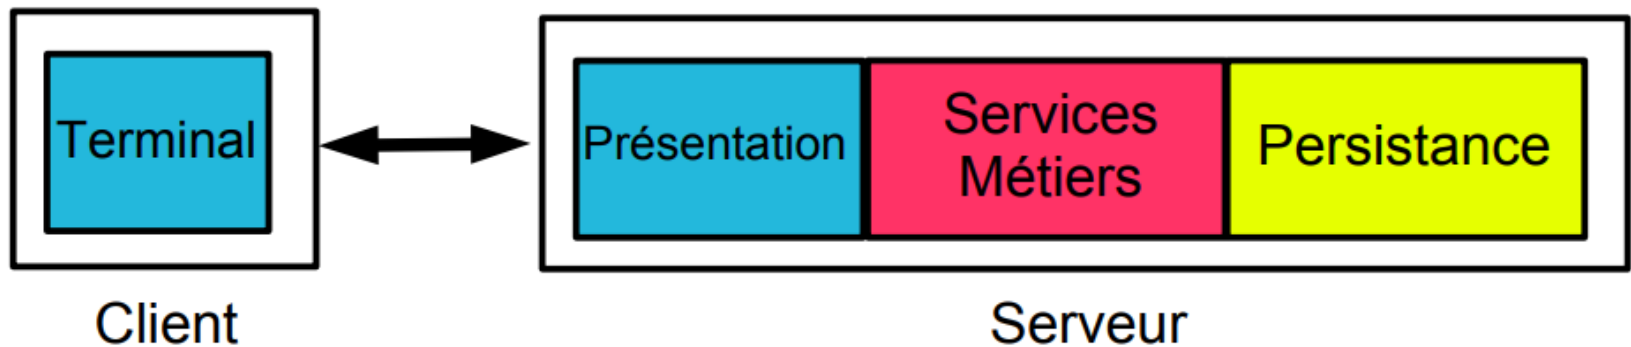 Terminal
Présentation
Services
Métiers
Persistance
Client
Serveur